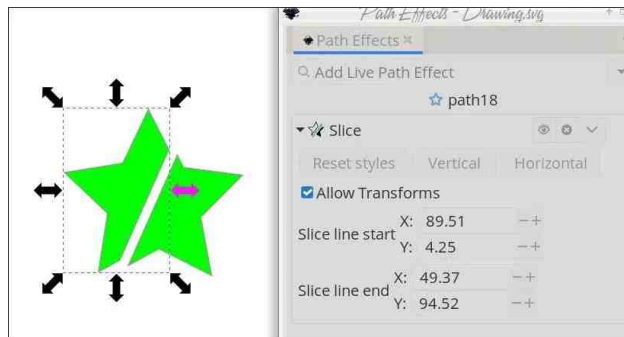 Path Effects - Drawing.svg
Path Effects
Add Live Path Effect
path18
Slice
Reset styles Vertical Horizontal
Allow Transforms
Slice line start X: 89.51
Y: 4.25
Slice line end X: 49.37
Y: 94.52